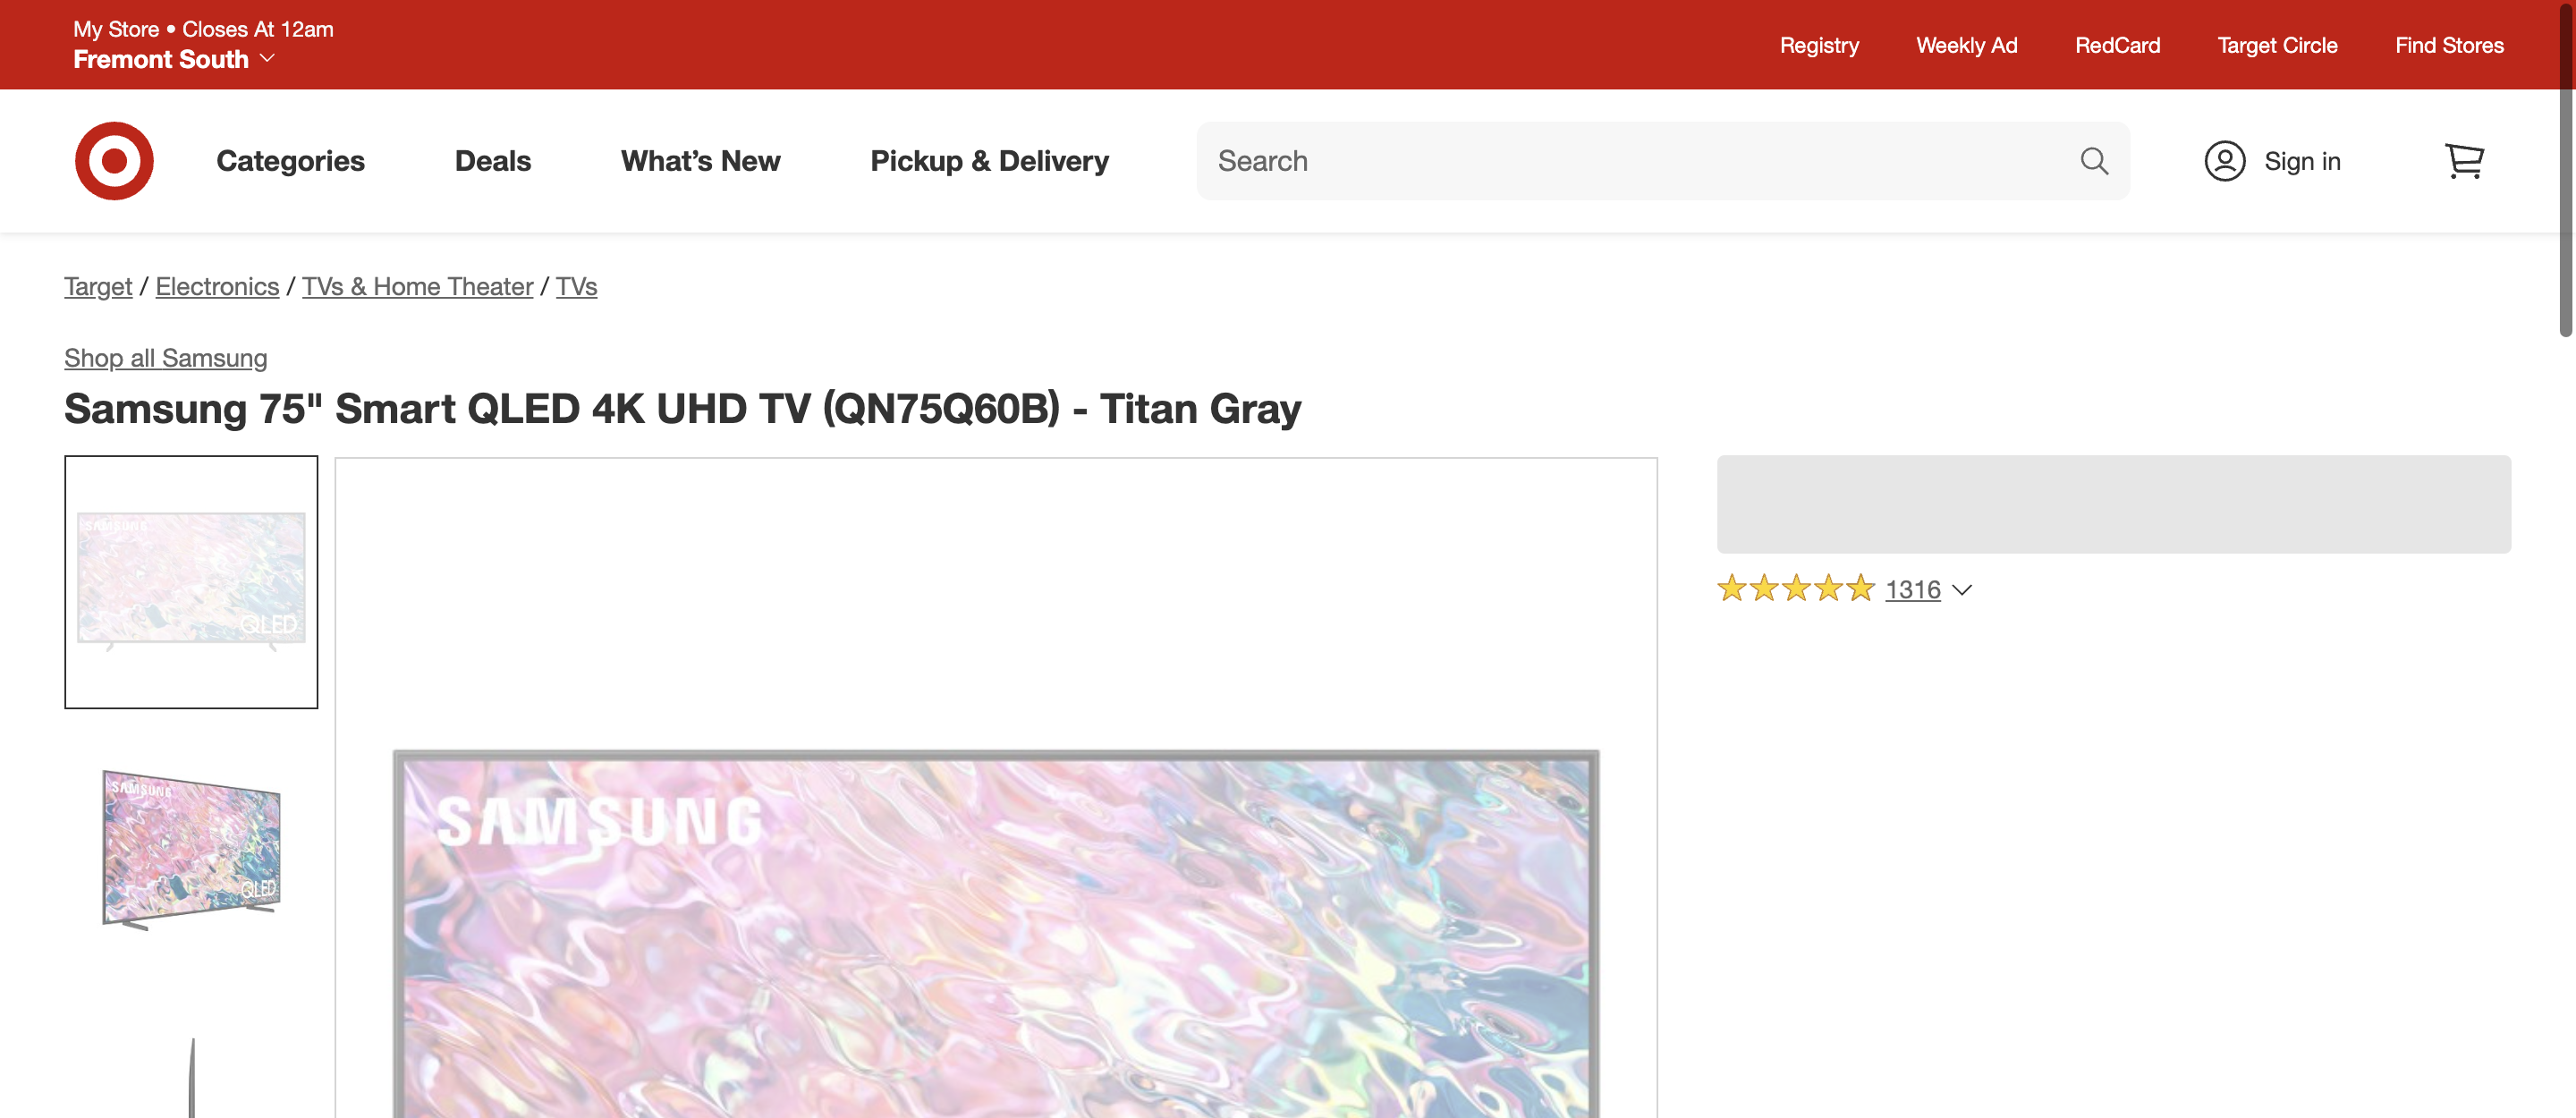 My Store • Closes At 12am
Fremont South
Registry
Weekly Ad
RedCard
Target Circle
Find Stores
Categories
Deals
What's New
Pickup & Delivery
Search
Sign in
Target / Electronics / TVs & Home Theater / TVs
Shop all Samsung
Samsung 75" Smart QLED 4K UHD TV (QN75Q60B) - Titan Gray
SAMSUNG
QLED
1316
SAMSUNG
QLED
SAMSUNG